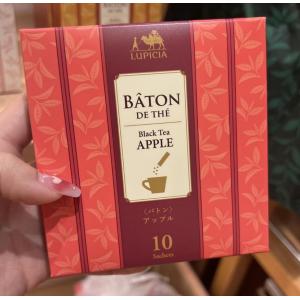 LUPICIA
BÂTON
DE THÉ
Black Tea
APPLE
〈バトン〉
アップル
10
Sachets